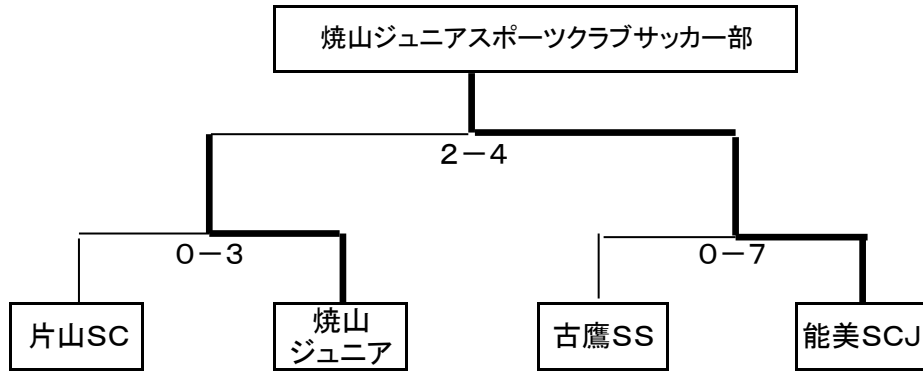 焼山ジュニアスポーツクラブサッカー部
2－4
0－3
0－7
片山SC
焼山
ジュニア
古鷹SS
能美SCJ